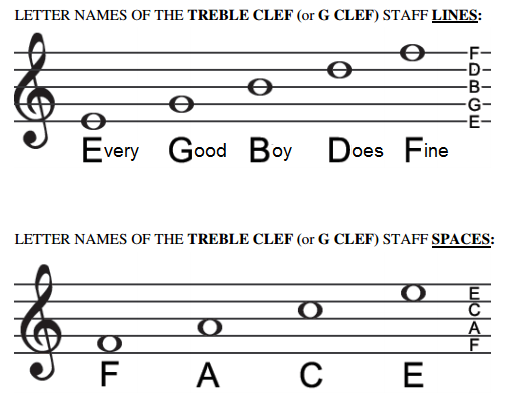 LETTER NAMES OF THE TREBLE CLEF (or G CLEF) STAFF LINES:
F
D
B
G
E
Every Good Boy Does Fine
LETTER NAMES OF THE TREBLE CLEF (or G CLEF) STAFF SPACES:
E
C
A
F
F A C E